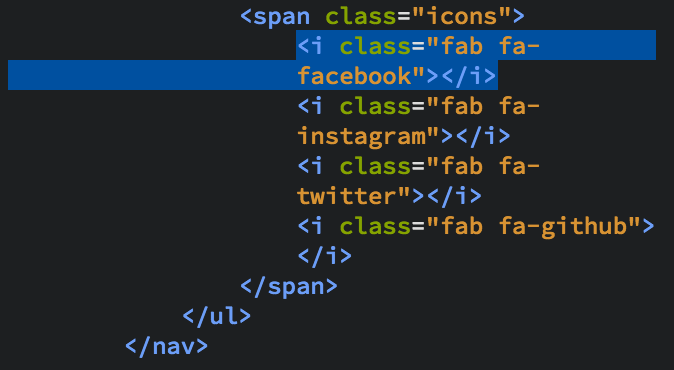 <span class="icons">
<i class="fab fa-
facebook"></i>
<i class="fab fa-
instagram"></i>
<i class="fab fa-
twitter"></i>
<i class="fab fa-github">
</i>
</span>
</ul>
</nav>